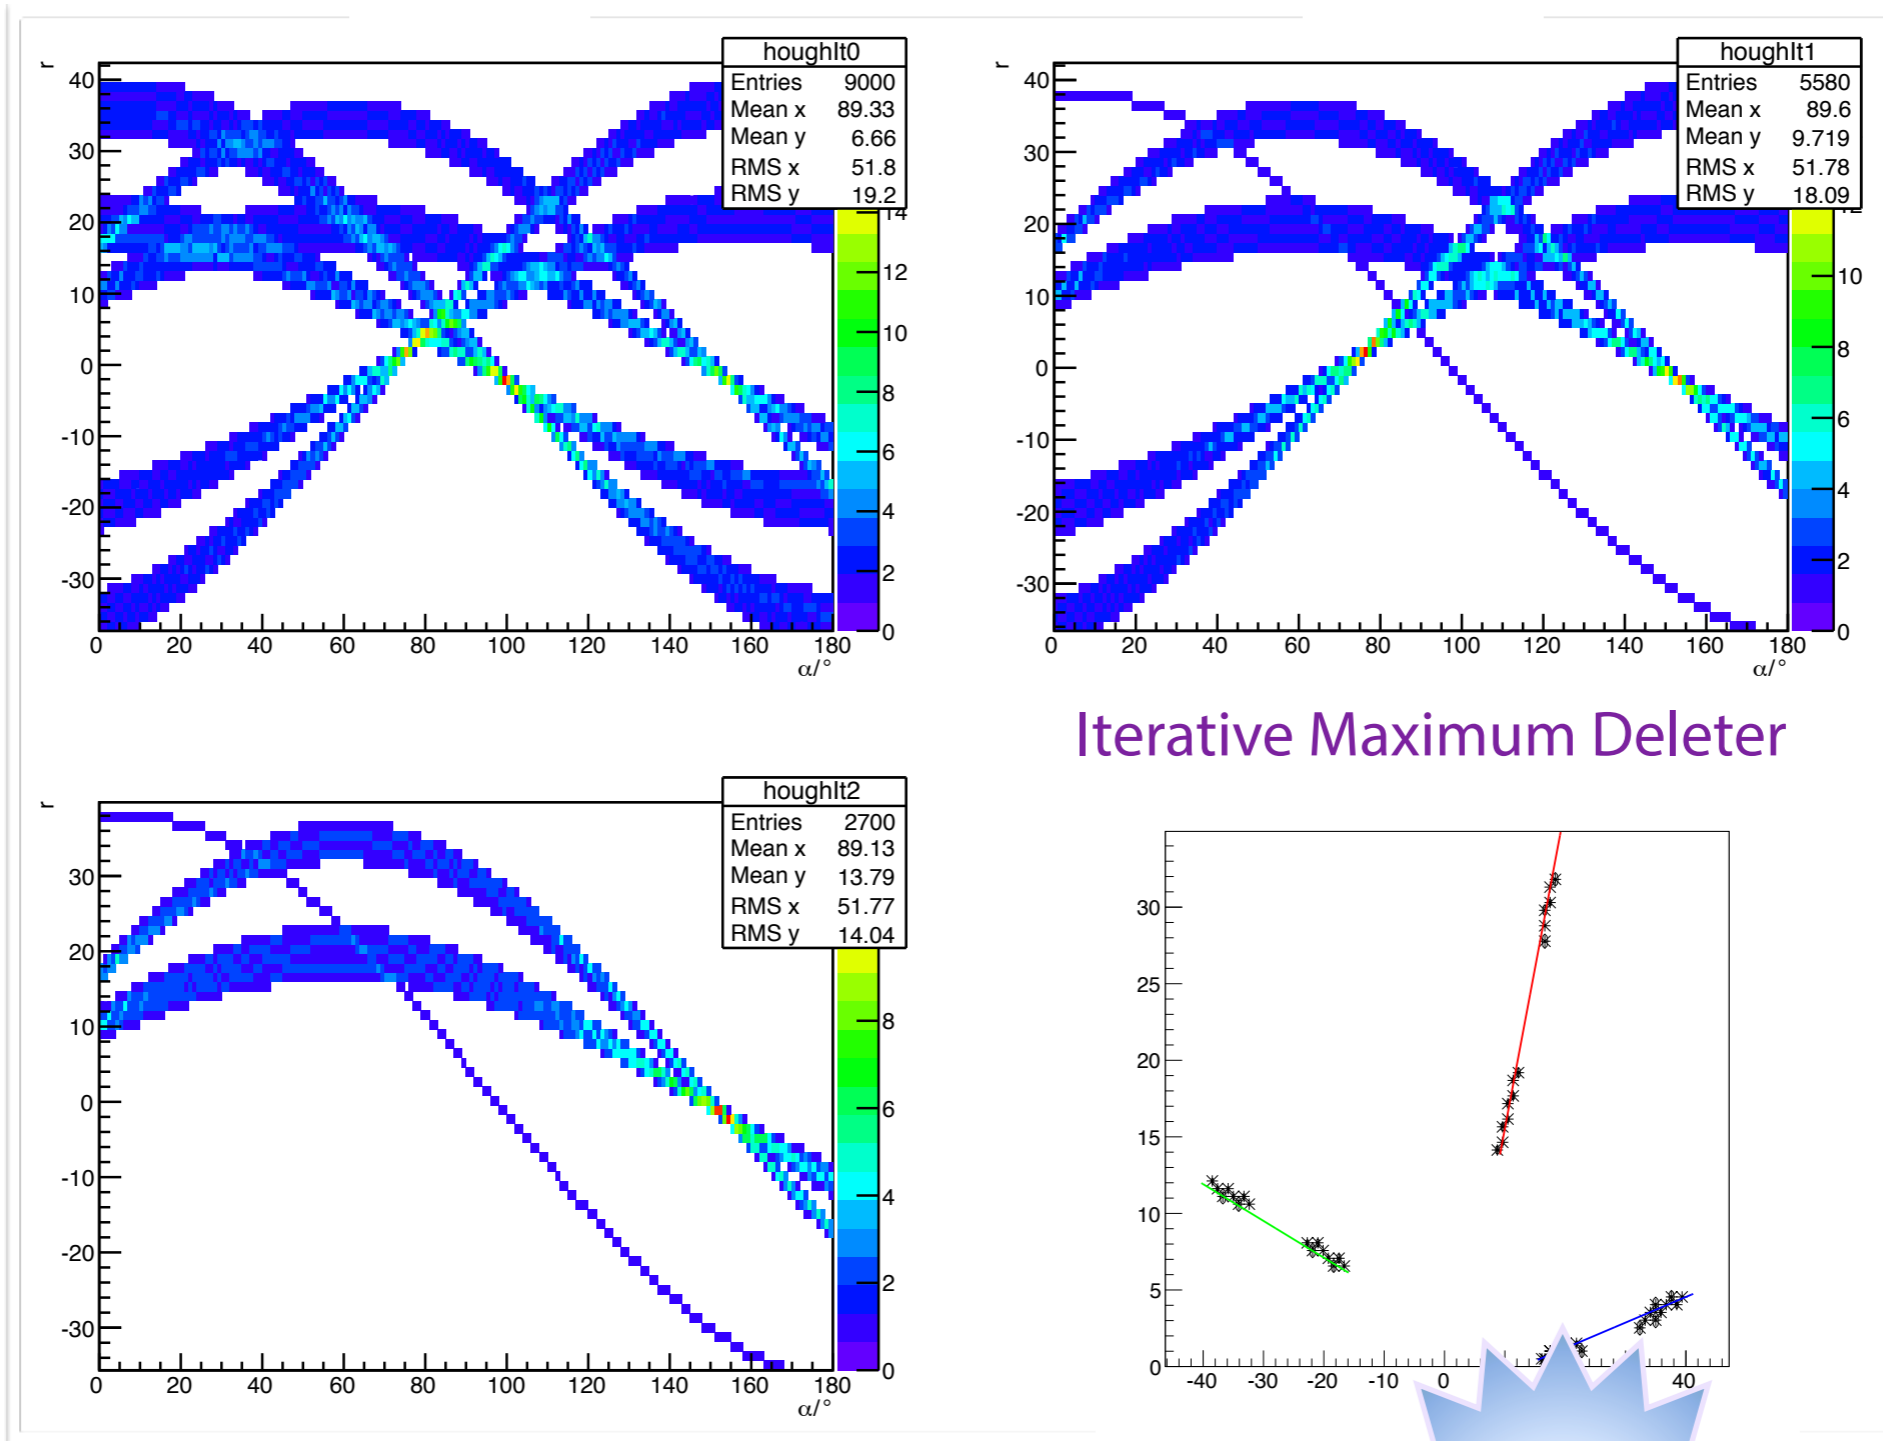 houghIt0
Entries 9000
Mean x 89.33
Mean y 6.66
RMS x 51.8
RMS y 19.2
r
40
30
20
10
0
-10
-20
-30
0 20 40 60 80 100 120 140 160 180
α/°
14
12
10
8
6
4
2
0
houghIt1
Entries 5580
Mean x 89.6
Mean y 9.719
RMS x 51.78
RMS y 18.09
r
40
30
20
10
0
-10
-20
-30
0 20 40 60 80 100 120 140 160 180
α/°
12
10
8
6
4
2
0
Iterative Maximum Deleter
houghIt2
Entries 2700
Mean x 89.13
Mean y 13.79
RMS x 51.77
RMS y 14.04
r
30
20
10
0
-10
-20
-30
0 20 40 60 80 100 120 140 160 180
α/°
8
6
4
2
0
30
25
20
15
10
5
0
-40 -30 -20 -10 0 40